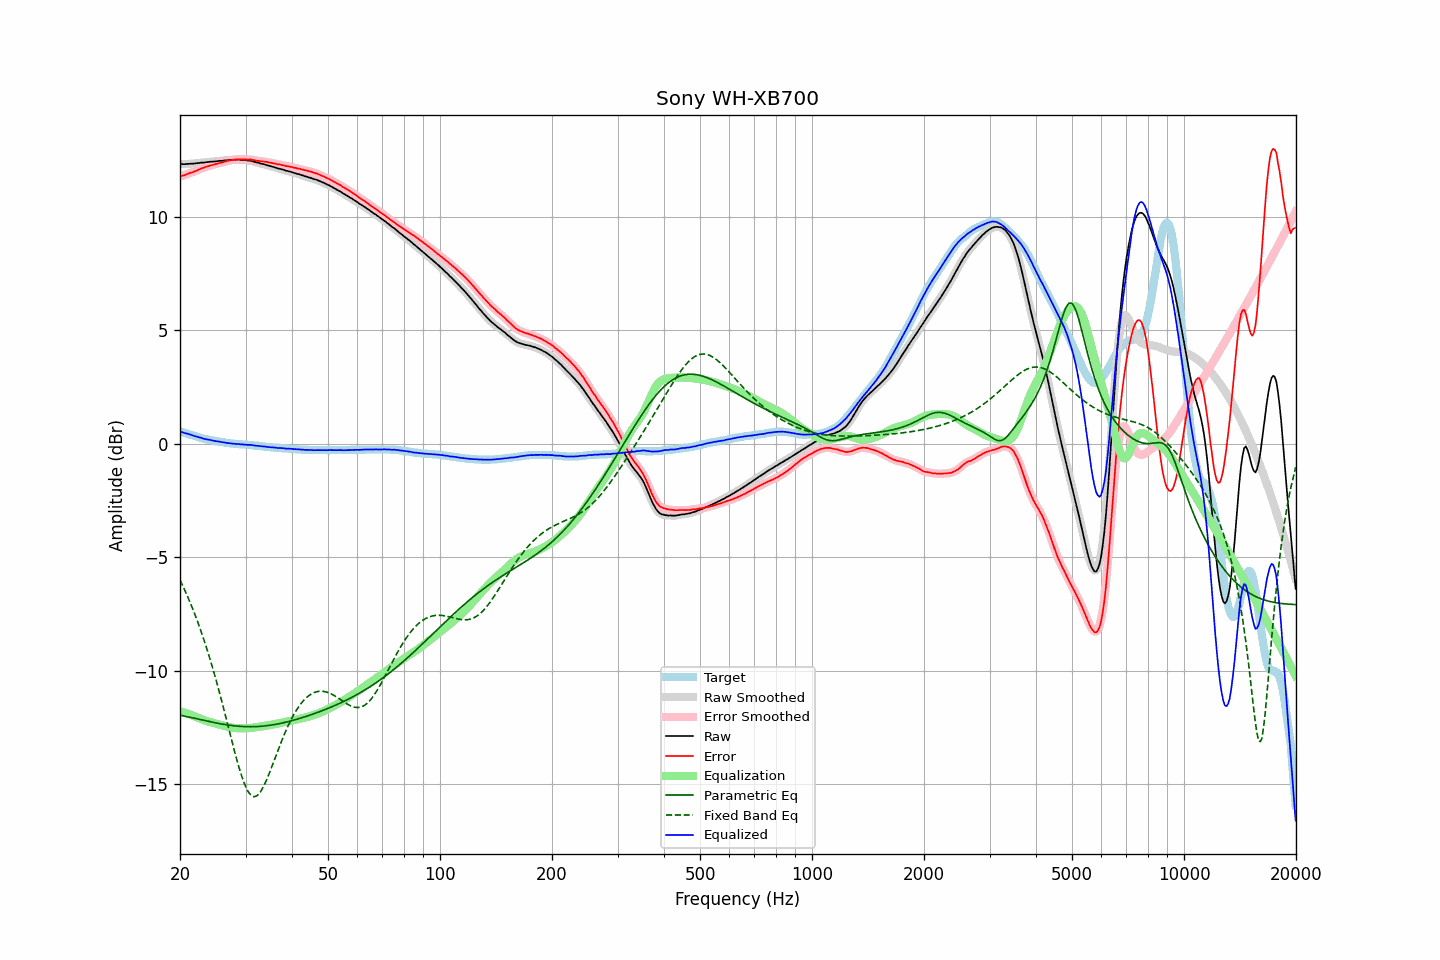 Sony WH-XB700
Amplitude (dBr)
10
5
0
−5
−10
−15
Target
Raw Smoothed
Error Smoothed
Raw
Error
Equalization
Parametric Eq
Fixed Band Eq
Equalized
20 50 100 200 500 1000 2000 5000 10000 20000
Frequency (Hz)